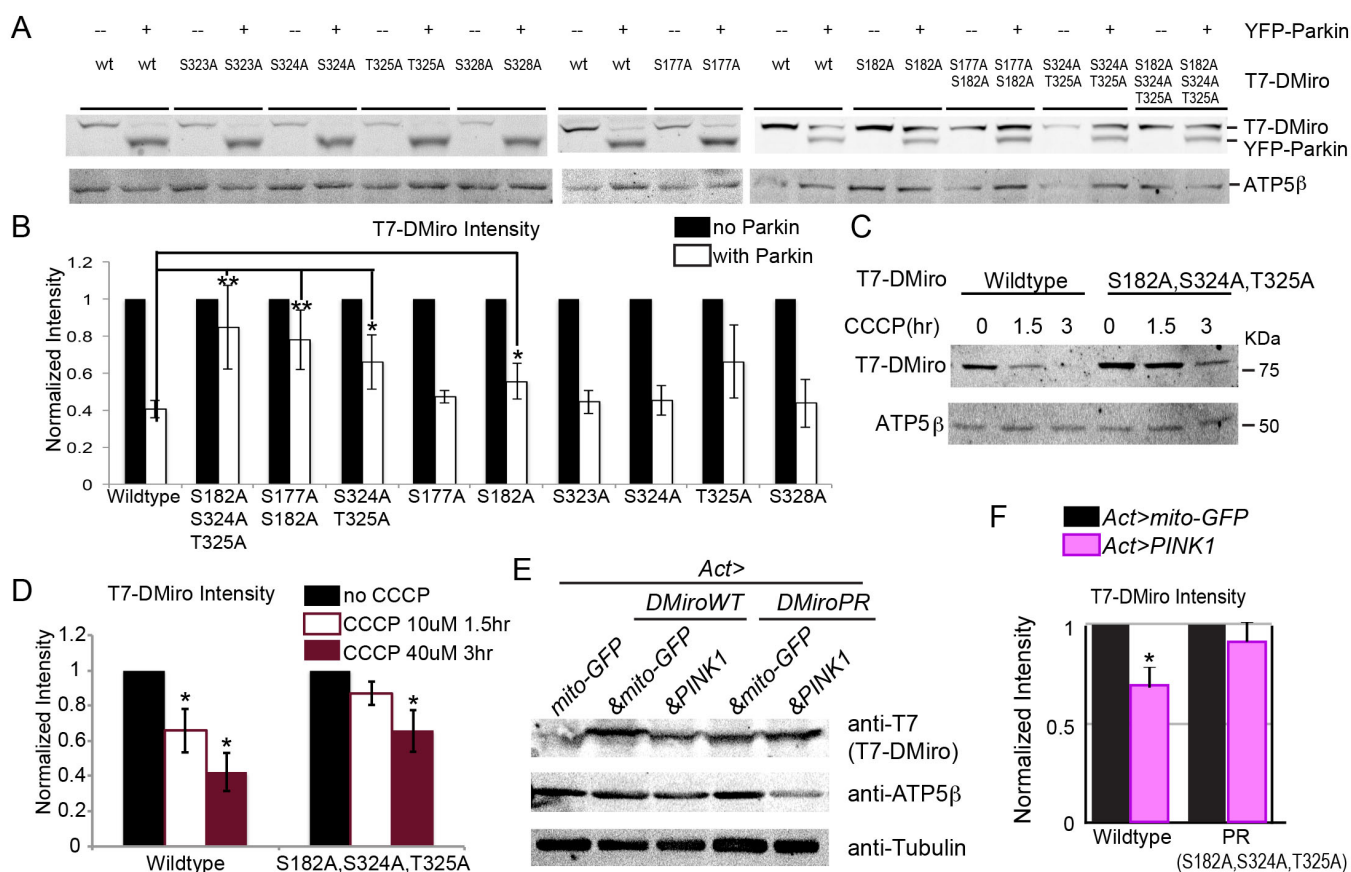 A
-- + -- + -- + -- + -- + -- + -- + -- + -- + -- + -- + -- + YFP-Parkin
wt wt S323A S323A S324A S324A T325A T325A S328A S328A wt wt S177A S177A wt wt S182A S182A S177A S177A S324A S324A S182A S182A T7-DMiro
S182A S182A T325A T325A S324A S324A
T325A T325A
T7-DMiro
YFP-Parkin
ATP5β
B
T7-DMiro Intensity
no Parkin
with Parkin
Normalized Intensity
1.2
1
0.8
0.6
0.4
0.2
0
** ** * *
Wildtype S182A S177A S324A S177A S182A S323A S324A T325A S328A
S324A S182A T325A
T325A
C
T7-DMiro Wildtype S182A,S324A,T325A
CCCP(hr) 0 1.5 3 0 1.5 3 KDa
T7-DMiro 75
ATP5β 50
D
T7-DMiro Intensity
no CCCP
CCCP 10uM 1.5hr
CCCP 40uM 3hr
Normalized Intensity
1.2
1
0.8
0.6
0.4
0.2
0
* * *
Wildtype S182A,S324A,T325A
E
Act>
DMiroWT DMiroPR
mito-GFP &mito-GFP &PINK1 &mito-GFP &PINK1
anti-T7
(T7-DMiro)
anti-ATP5β
anti-Tubulin
F
Act>mito-GFP
Act>PINK1
T7-DMiro Intensity
Normalized Intensity
1
0.5
0
*
Wildtype PR
(S182A,S324A,T325A)